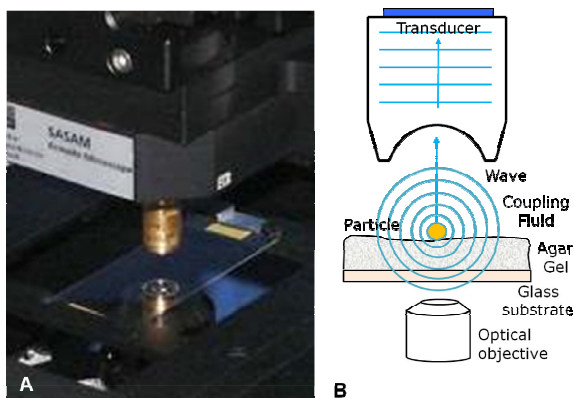 SASAM
A
Transducer
Wave
Coupling
Fluid
Particle
Agar
Gel
Glass
substrate
Optical
objective
B